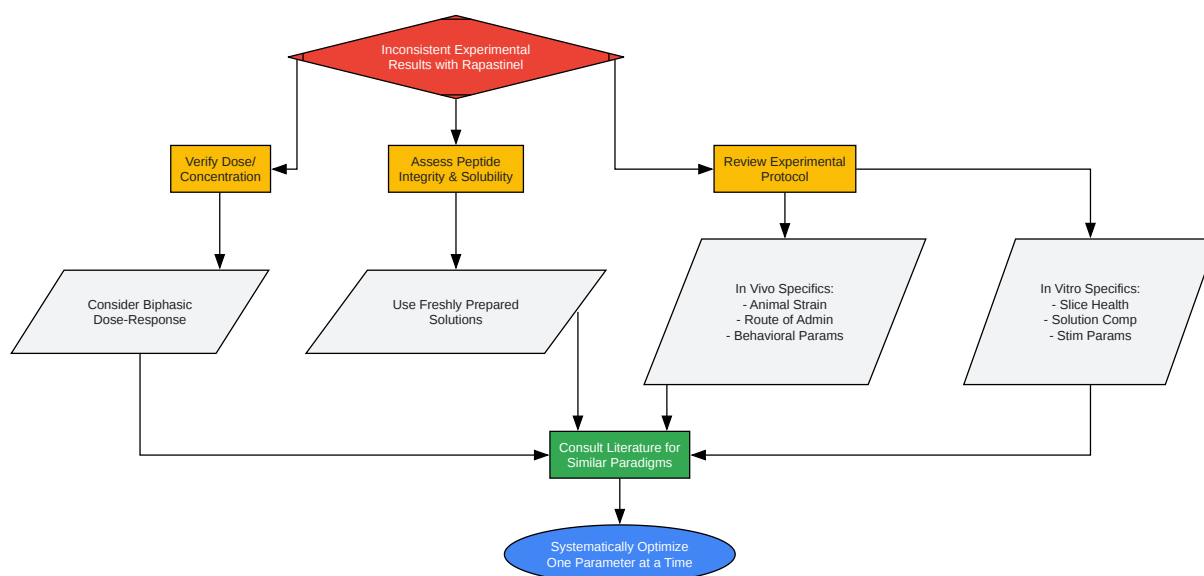 Inconsistent Experimental
Results with Rapastinel
Verify Dose/
Concentration
Assess Peptide
Integrity & Solubility
Review Experimental
Protocol
Consider Biphasic
Dose-Response
Use Freshly Prepared
Solutions
In Vivo Specifics:
- Animal Strain
- Route of Admin
- Behavioral Params
In Vitro Specifics:
- Slice Health
- Solution Comp
- Stim Params
Consult Literature for
Similar Paradigms
Systematically Optimize
One Parameter at a Time